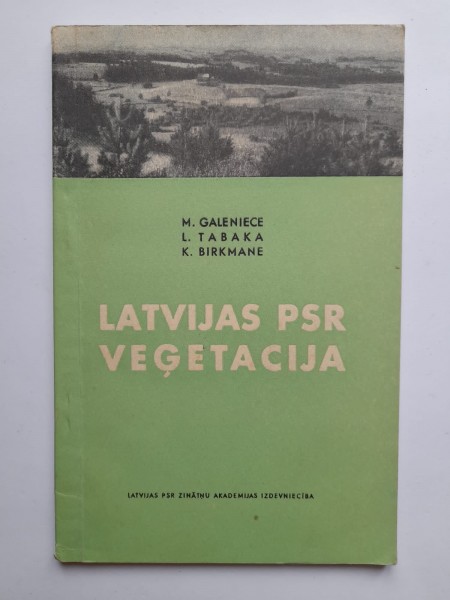 M. GALENIECE
L. TABAKA
K. BIRKMANE
LATVIJAS PSR
VEĢETACIJA
LATVIJAS PSR ZINĀTŅU AKADEMIJAS IZDEVNIECĪBA